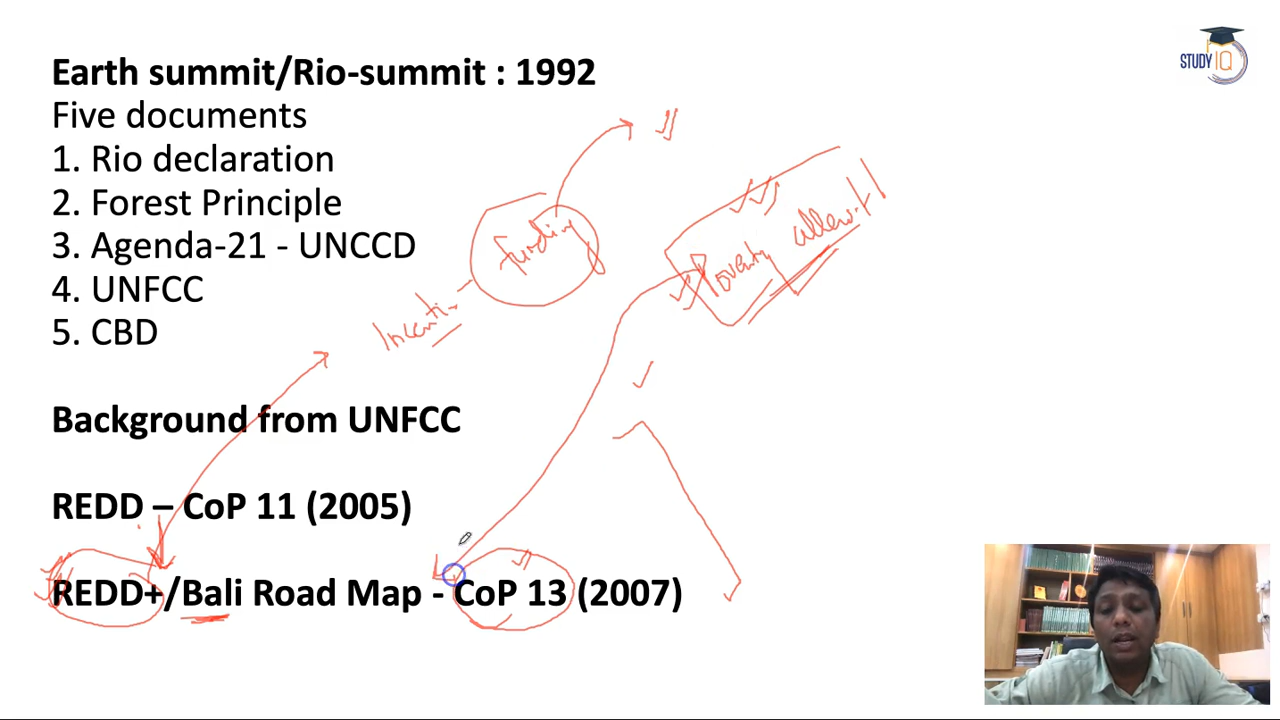 STUDY IQ
Earth summit/Rio-summit : 1992
Five documents
1. Rio declaration
2. Forest Principle
3. Agenda-21 - UNCCD
4. UNFCC
5. CBD
funding
Poverty
Background from UNFCC
REDD – CoP 11 (2005)
REDD+/Bali Road Map - CoP 13 (2007)